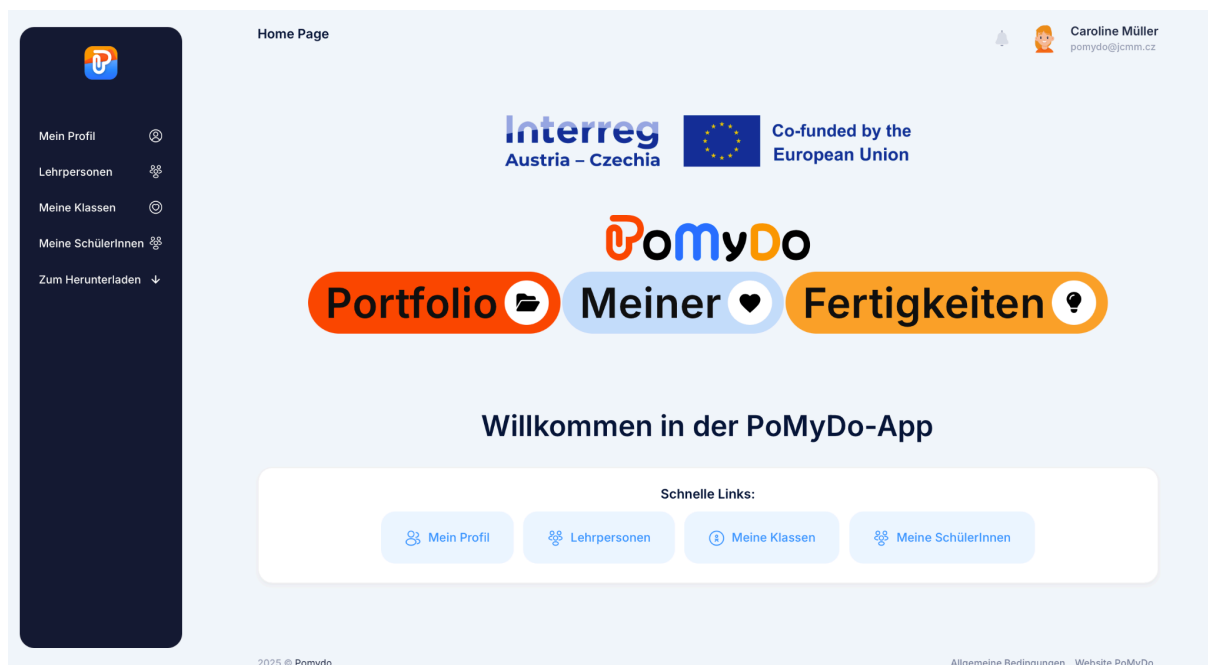 Home Page
Caroline Müller
pomydo@jcmm.cz
Mein Profil
Lehrpersonen
Meine Klassen
Meine SchülerInnen
Zum Herunterladen
Interreg
Austria – Czechia
Co-funded by the
European Union
PoMyDo
Portfolio Meiner Fertigkeiten
Willkommen in der PoMyDo-App
Schnelle Links:
Mein Profil Lehrpersonen Meine Klassen Meine SchülerInnen
2025 © Pomydo Allgemeine Bedingungen Website PoMyDo